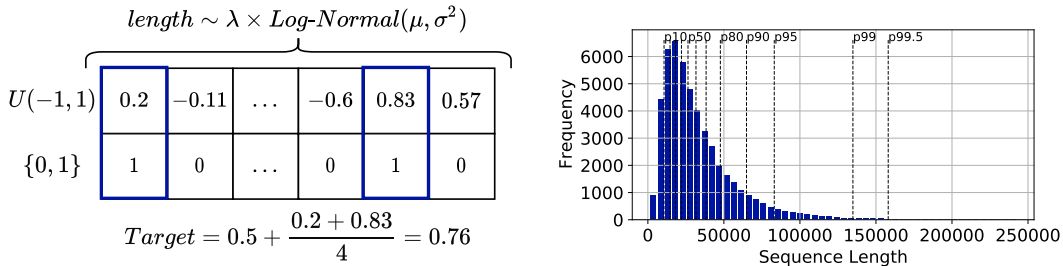 length ∼ λ × Log-Normal(μ, σ²)
U(−1, 1) 0.2 −0.11 ... −0.6 0.83 0.57
{0, 1} 1 0 ... 0 1 0
Target = 0.5 + (0.2 + 0.83) / 4 = 0.76
p10 p50 p80 p90 p95 p99 p99.5
6000
5000
4000
3000
2000
1000
0
Frequency
0 50000 100000 150000 200000 250000
Sequence Length